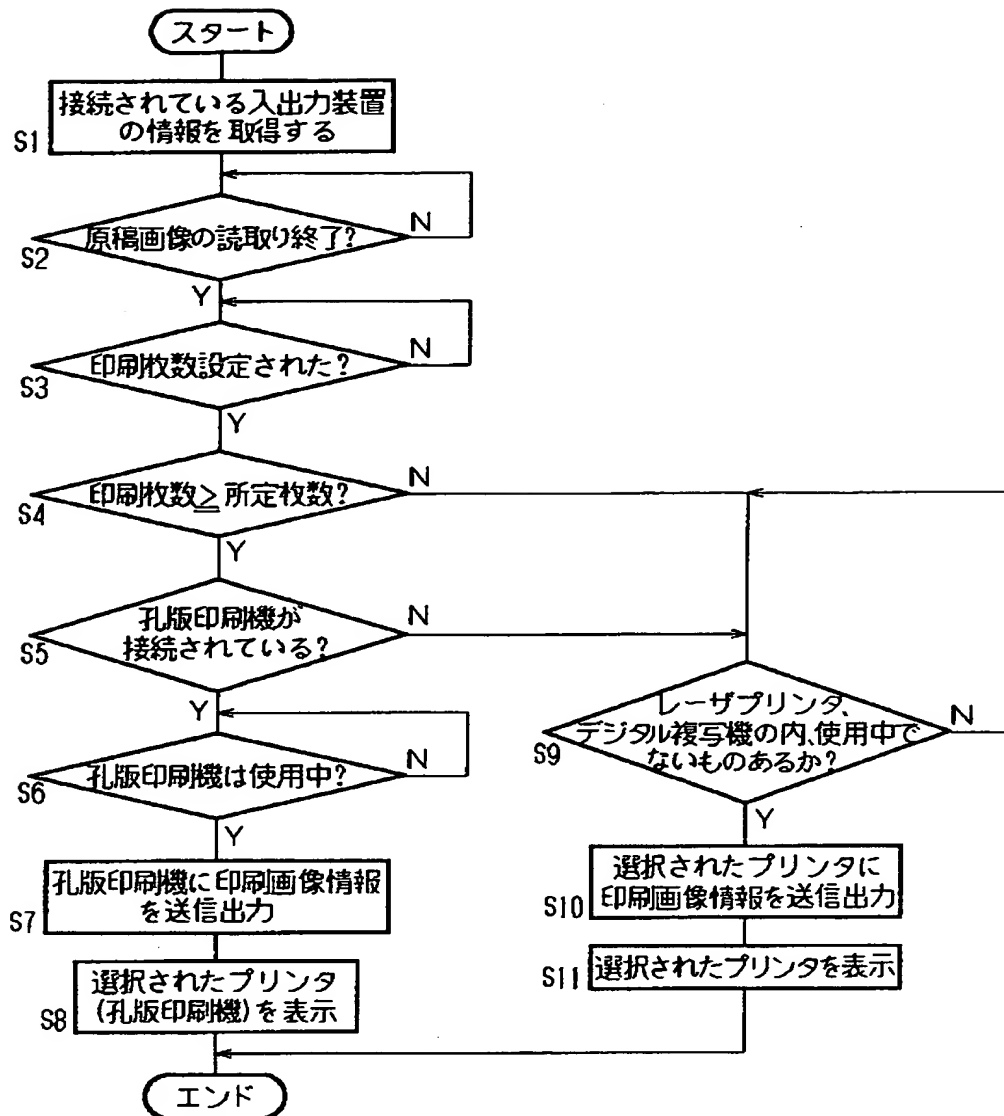 スタート
接続されている入出力装置
の情報を取得する
S1
原稿画像の読取り終了?
N
S2
Y
印刷枚数設定された?
N
S3
Y
印刷枚数≧所定枚数?
N
S4
Y
孔版印刷機が
接続されている?
N
S5
Y
孔版印刷機は使用中?
N
S6
Y
孔版印刷機に印刷画像情報
を送信出力
S7
選択されたプリンタ
(孔版印刷機)を表示
S8
レーザプリンタ、
デジタル複写機の内、使用中で
ないものあるか?
N
S9
Y
選択されたプリンタに
印刷画像情報を送信出力
S10
選択されたプリンタを表示
S11
エンド